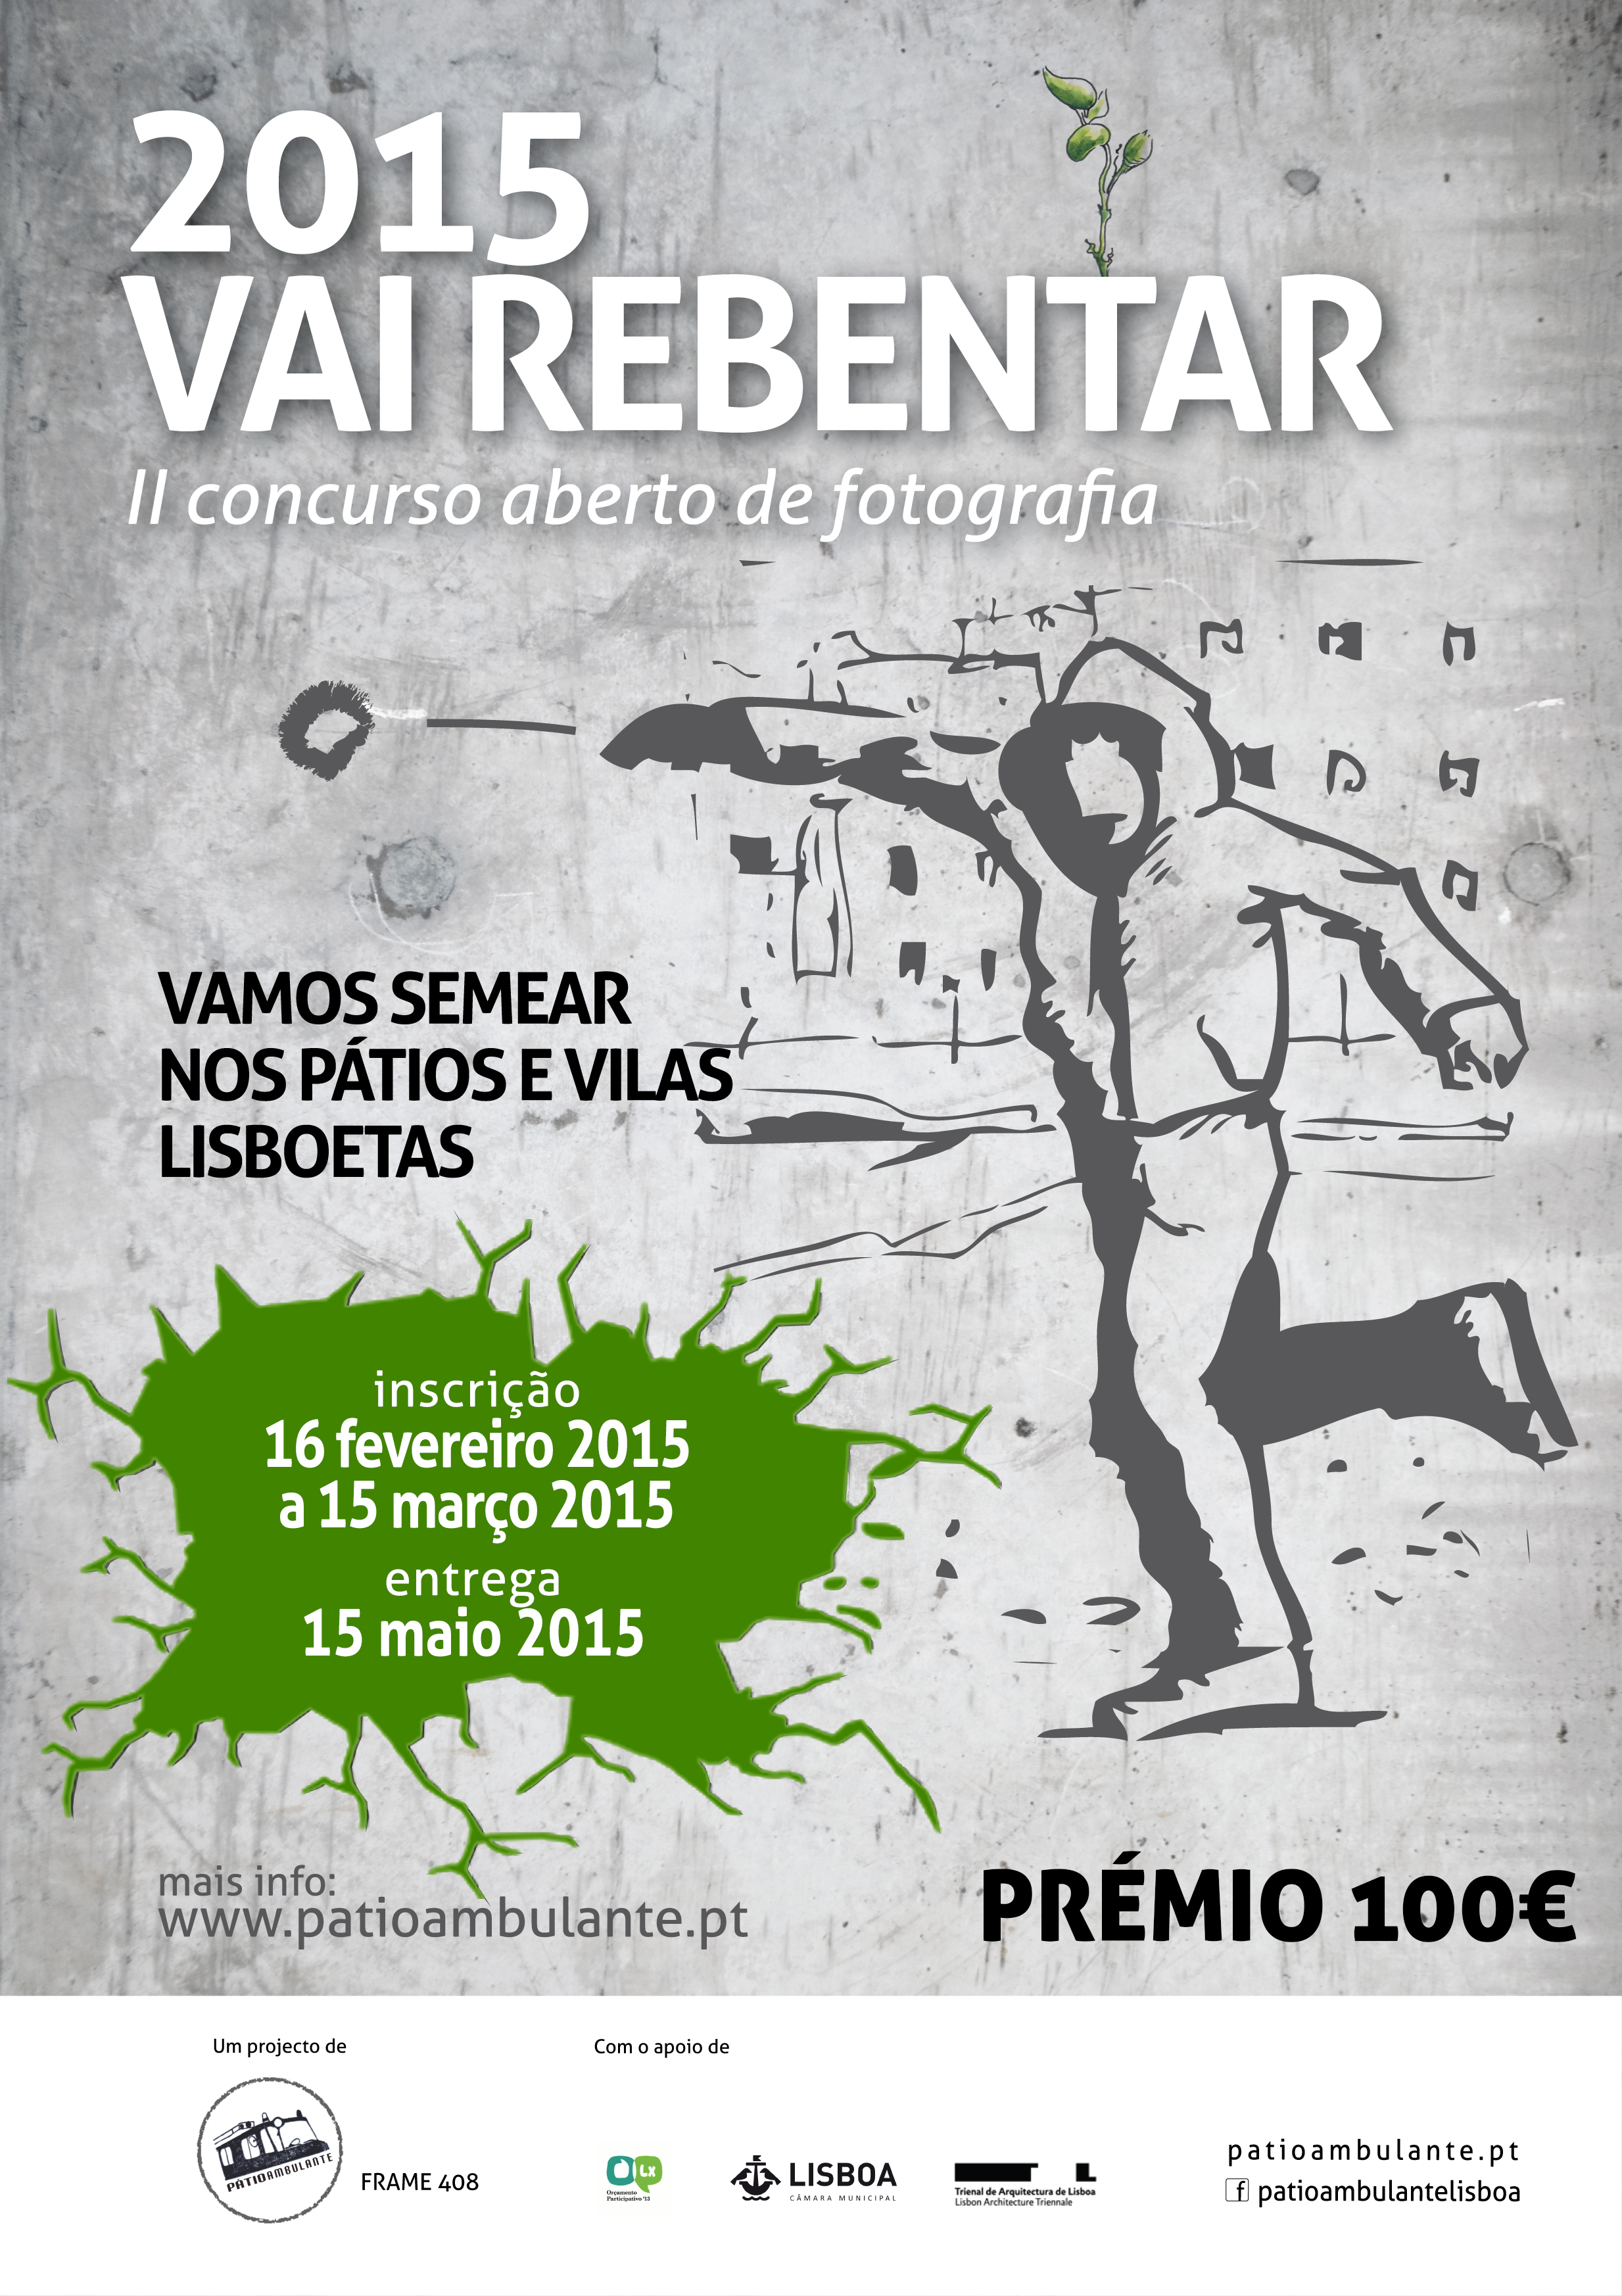 2015
VAI REBENTAR
II concurso aberto de fotografia
VAMOS SEMEAR
NOS PÁTIOS E VILAS
LISBOETAS
inscrição
16 fevereiro 2015
a 15 março 2015
entrega
15 maio 2015
mais info:
www.patioambulante.pt
PRÉMIO 100€
Um projecto de
PÁTIOAMBULANTE
FRAME 408
Com o apoio de
OP Lx
Orçamento
Participativo '13
LISBOA
CÂMARA MUNICIPAL
Trienal de Arquitectura de Lisboa
Lisbon Architecture Triennale
patioambulante.pt
f patioambulantelisboa